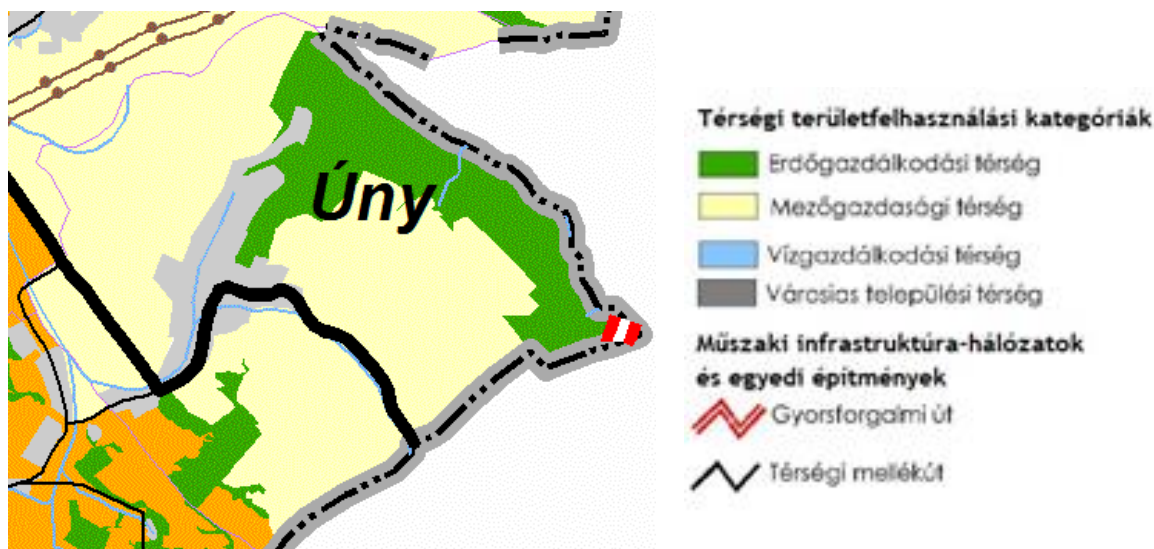 Úny
Térségi területfelhasználási kategóriák
Erdőgazdálkodási térség
Mezőgazdasági térség
Vízgazdálkodási térség
Városias települési térség
Műszaki infrastruktúra-hálózatok
és egyedi építmények
Gyorsforgalmi út
Térségi mellékút